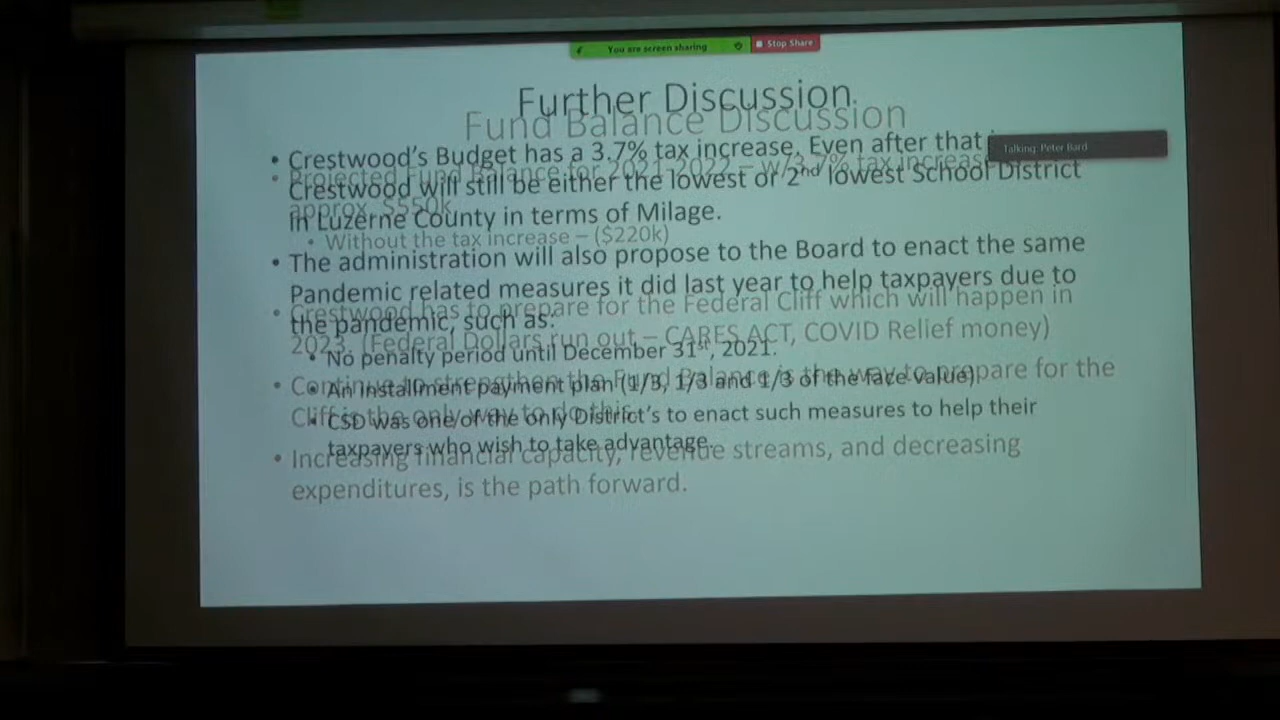 You are screen sharing
Stop Share
Further Discussion
Fund Balance Discussion
Talking: Peter Bard
• Crestwood's Budget has a 3.7% tax increase. Even after that
Crestwood will still be either the lowest or 2nd lowest School District
in Luzerne County in terms of Milage.
• Projected Fund Balance for 2021-2022 – w/3.7% tax increase
approx. $550k
• Without the tax increase – ($220k)
• The administration will also propose to the Board to enact the same
Pandemic related measures it did last year to help taxpayers due to
the pandemic, such as:
• Crestwood has to prepare for the Federal Cliff which will happen in
2023. (Federal Dollars run out – CARES ACT, COVID Relief money)
• No penalty period until December 31st, 2021.
• An installment payment plan (1/3, 1/3 and 1/3 of the face value)
• CSD was one of the only District's to enact such measures to help their
taxpayers who wish to take advantage.
• Continue to strengthen the Fund Balance is the way to prepare for the
Cliff is the only way to do this.
• Increasing financial capacity, revenue streams, and decreasing
expenditures, is the path forward.